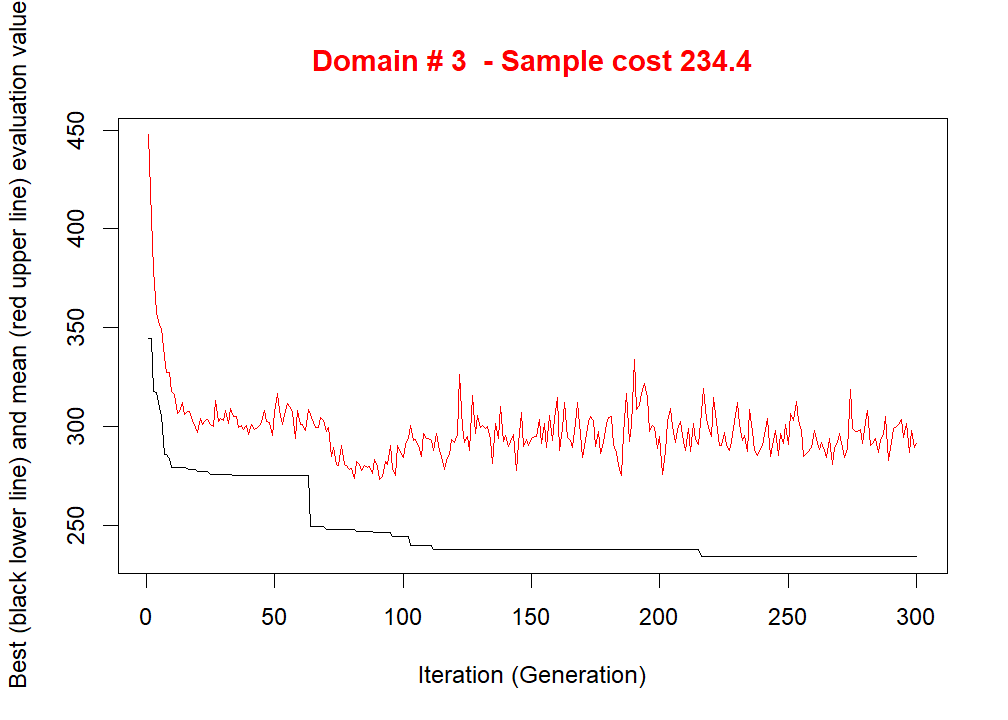 Domain # 3  - Sample cost 234.4
Best (black lower line) and mean (red upper line) evaluation value
450
400
350
300
250
0 50 100 150 200 250 300
Iteration (Generation)